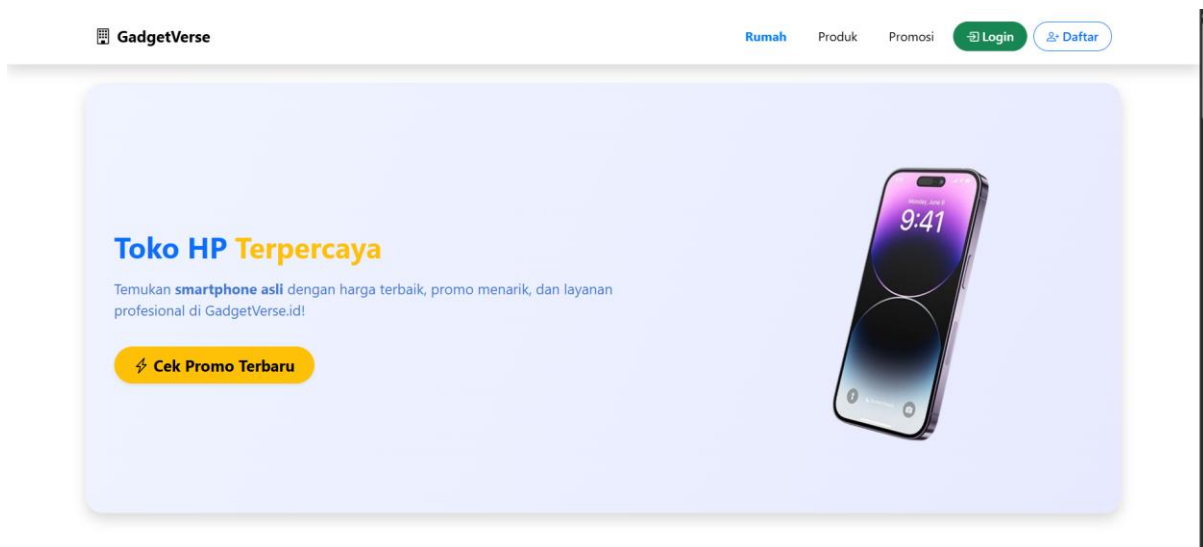 GadgetVerse
Rumah Produk Promosi Login Daftar
Toko HP Terpercaya
Temukan smartphone asli dengan harga terbaik, promo menarik, dan layanan
profesional di GadgetVerse.id!
Cek Promo Terbaru
9:41